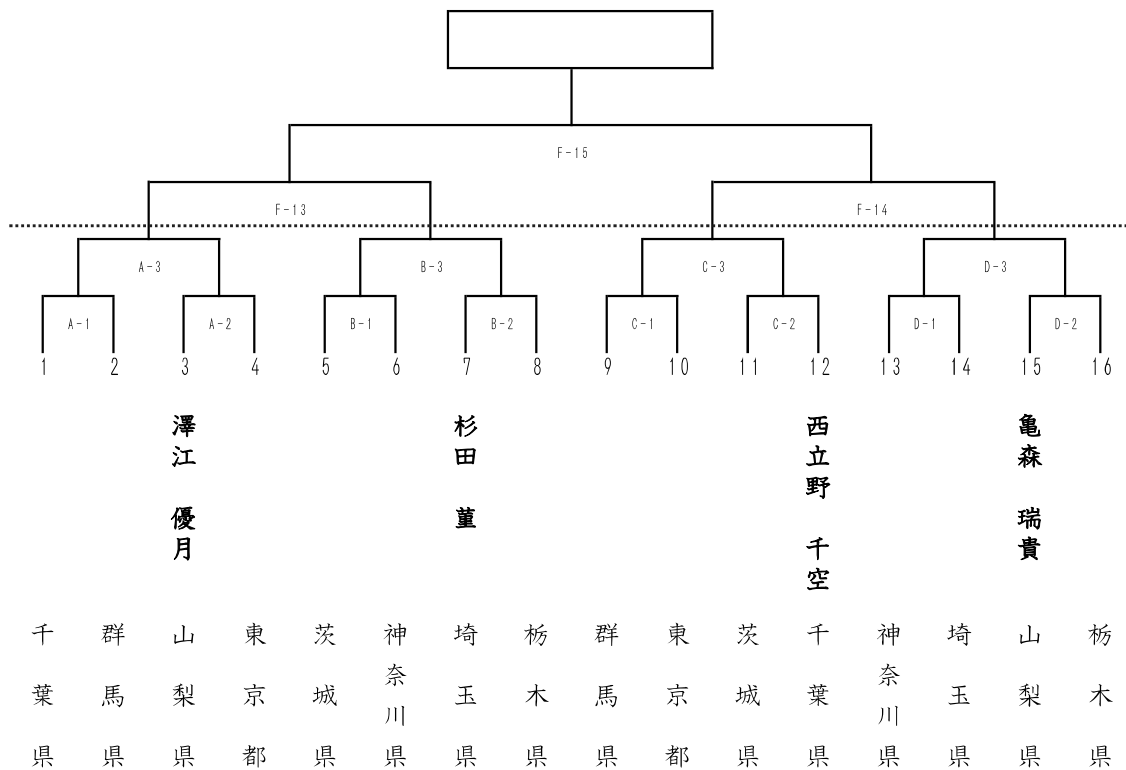 F-15
F-13
F-14
A-3
B-3
C-3
D-3
A-1
A-2
B-1
B-2
C-1
C-2
D-1
D-2
1
2
3
4
5
6
7
8
9
10
11
12
13
14
15
16
澤江 優月
杉田 菫
西立野 千空
亀森 瑞貴
千葉県
群馬県
山梨県
東京都
茨城県
神奈川県
埼玉県
栃木県
群馬県
東京都
茨城県
千葉県
神奈川県
埼玉県
山梨県
栃木県